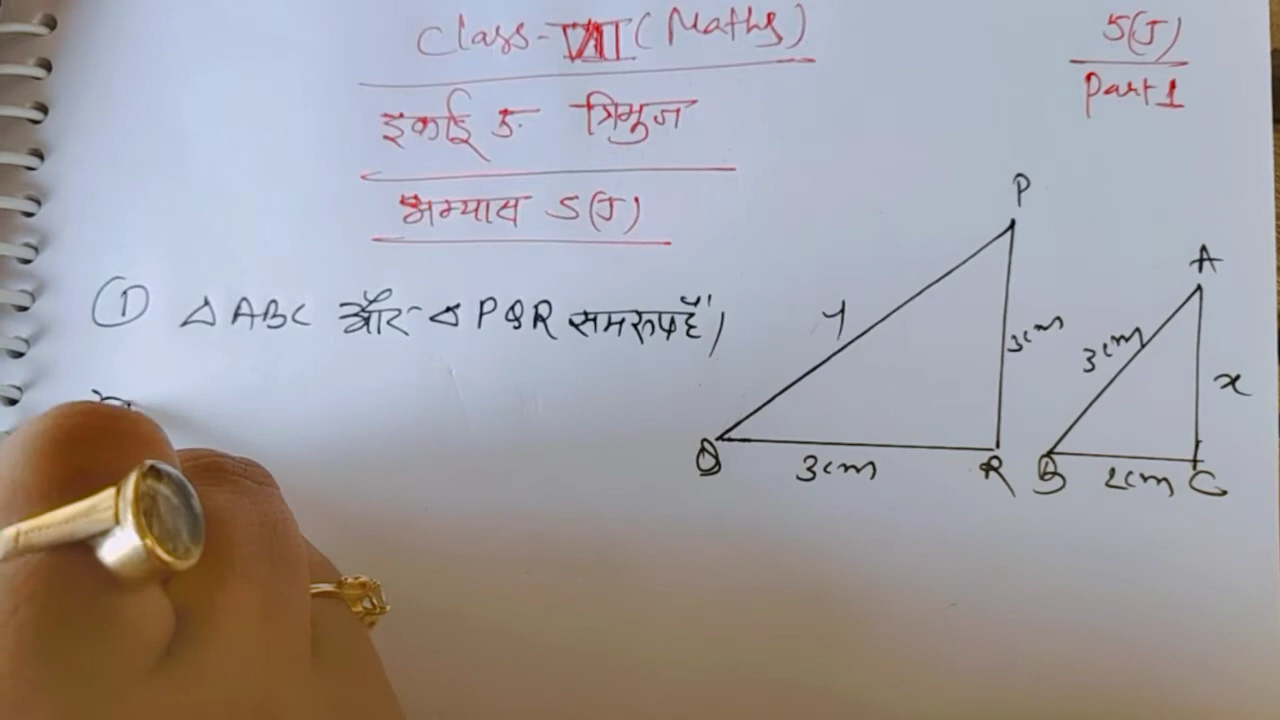 Class-VII (Maths)
5(J)
Part 1
इकाई 5. त्रिभुज
अभ्यास 5(J)
① △ABC और △PQR समरूप हैं।
P
A
y
3cm
3cm
x
Q
3cm
R
B
2cm
C